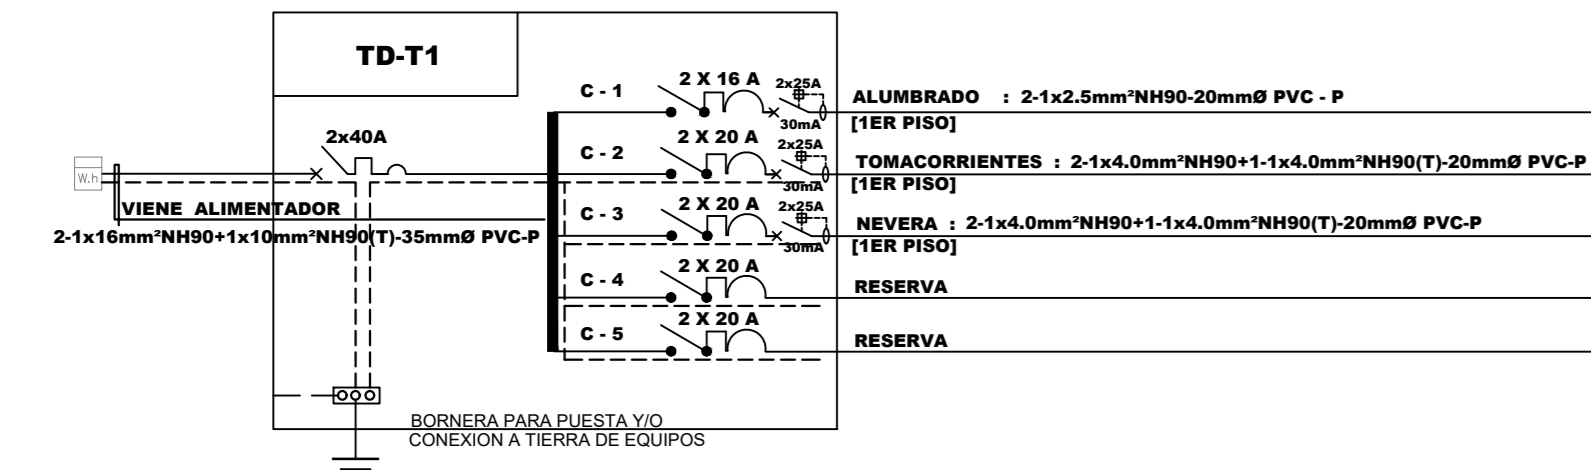 TD-T1
C - 1
2 X 16 A
2x25A
30mA
ALUMBRADO : 2-1x2.5mm²NH90-20mmØ PVC - P
[1ER PISO]
2x40A
C - 2
2 X 20 A
2x25A
30mA
TOMACORRIENTES : 2-1x4.0mm²NH90+1-1x4.0mm²NH90(T)-20mmØ PVC-P
[1ER PISO]
W.h
VIENE ALIMENTADOR
2-1x16mm²NH90+1x10mm²NH90(T)-35mmØ PVC-P
C - 3
2 X 20 A
2x25A
30mA
NEVERA : 2-1x4.0mm²NH90+1-1x4.0mm²NH90(T)-20mmØ PVC-P
[1ER PISO]
C - 4
2 X 20 A
RESERVA
C - 5
2 X 20 A
RESERVA
BORNERA PARA PUESTA Y/O
CONEXION A TIERRA DE EQUIPOS